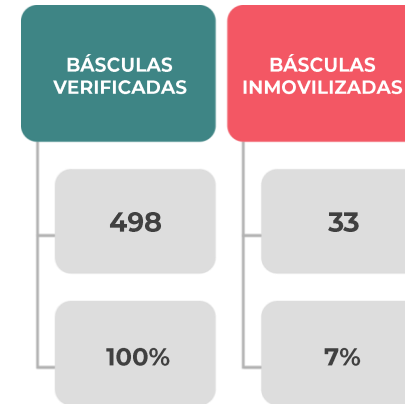 BÁSCULAS
VERIFICADAS
498
100%
BÁSCULAS
INMOVILIZADAS
33
7%